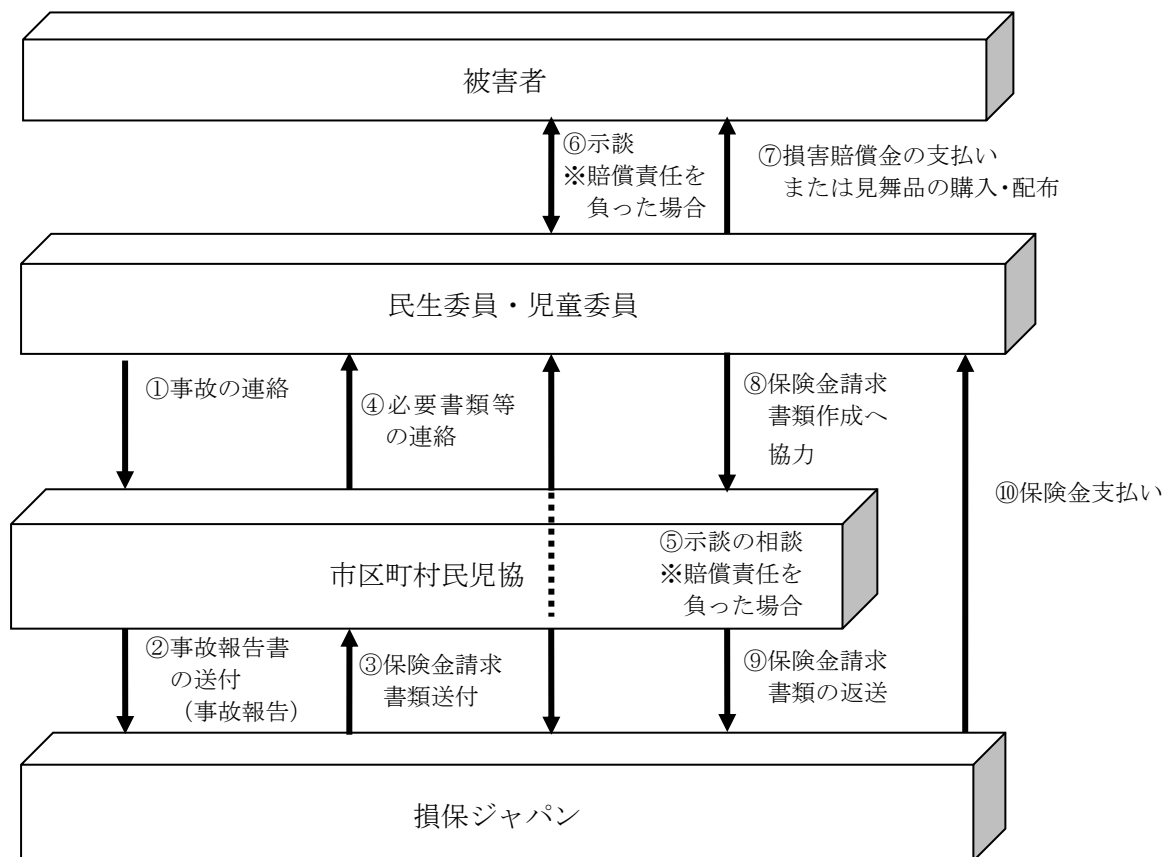 被害者
⑥示談
※賠償責任を
負った場合
⑦損害賠償金の支払い
または見舞品の購入・配布
民生委員・児童委員
①事故の連絡
④必要書類等
の連絡
⑧保険金請求
書類作成へ
協力
⑩保険金支払い
市区町村民児協
⑤示談の相談
※賠償責任を
負った場合
②事故報告書
の送付
（事故報告）
③保険金請求
書類送付
⑨保険金請求
書類の返送
損保ジャパン